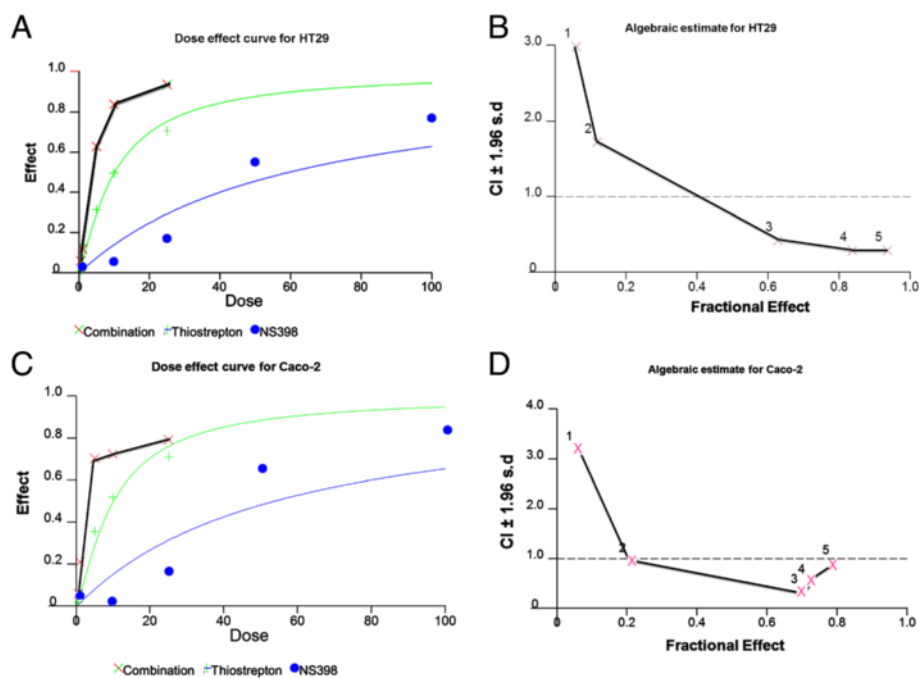 A
Dose effect curve for HT29
1.0
0.8
0.6
0.4
0.2
0
Effect
0 20 40 60 80 100
Dose
Combination Thiostrepton NS398
B
Algebraic estimate for HT29
3.0
2.0
1.0
0
CI ± 1.96 s.d
1
2
3
4
5
0 0.2 0.4 0.6 0.8 1.0
Fractional Effect
C
Dose effect curve for Caco-2
1.0
0.8
0.6
0.4
0.2
0
Effect
0 20 40 60 80 100
Dose
Combination Thiostrepton NS398
D
Algebraic estimate for Caco-2
4.0
3.0
2.0
1.0
0
CI ± 1.96 s.d
1
2
3
4
5
0 0.2 0.4 0.6 0.8 1.0
Fractional Effect